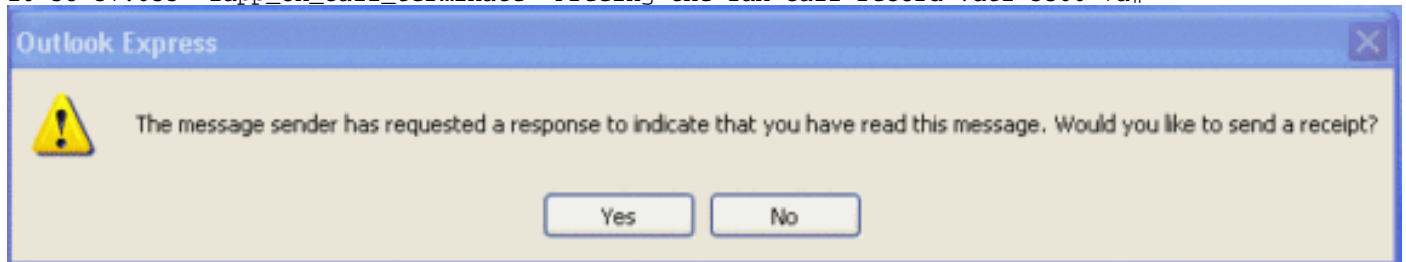 Outlook Express
The message sender has requested a response to indicate that you have read this message. Would you like to send a receipt?
Yes
No